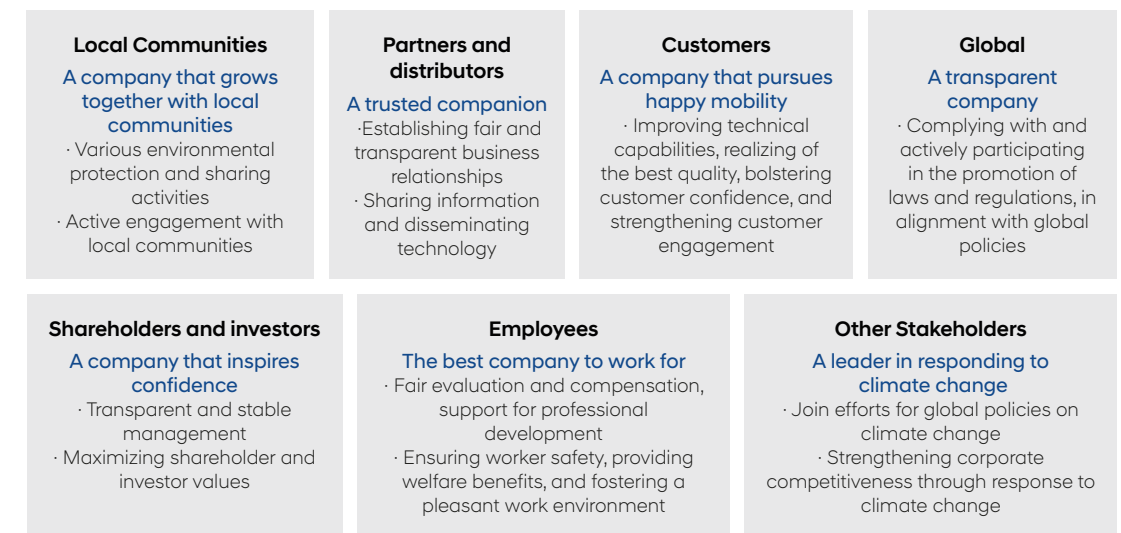 Local Communities
A company that grows
together with local
communities
· Various environmental
protection and sharing
activities
· Active engagement with
local communities
Partners and
distributors
A trusted companion
·Establishing fair and
transparent business
relationships
· Sharing information
and disseminating
technology
Customers
A company that pursues
happy mobility
· Improving technical
capabilities, realizing of
the best quality, bolstering
customer confidence, and
strengthening customer
engagement
Global
A transparent
company
· Complying with and
actively participating
in the promotion of
laws and regulations, in
alignment with global
policies
Shareholders and investors
A company that inspires
confidence
· Transparent and stable
management
· Maximizing shareholder and
investor values
Employees
The best company to work for
· Fair evaluation and compensation,
support for professional
development
· Ensuring worker safety, providing
welfare benefits, and fostering a
pleasant work environment
Other Stakeholders
A leader in responding to
climate change
· Join efforts for global policies on
climate change
· Strengthening corporate
competitiveness through response to
climate change